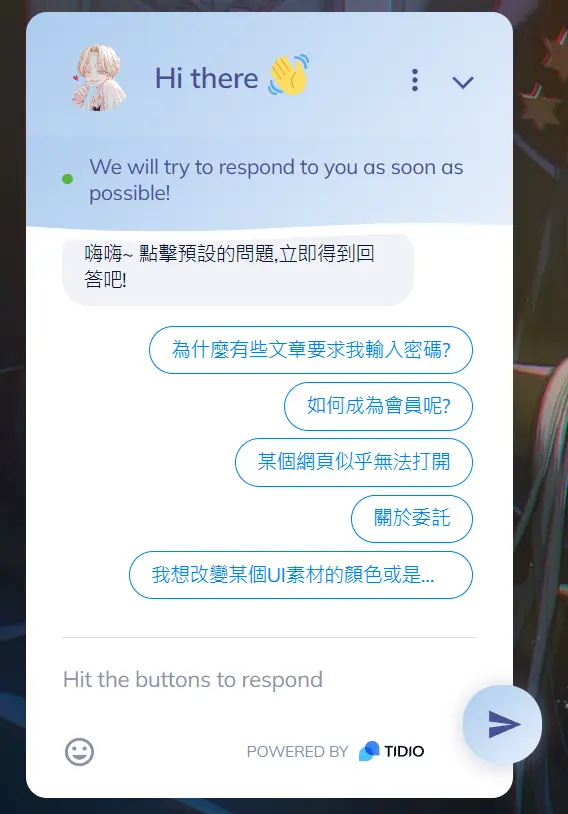 Hi there 👋
We will try to respond to you as soon as
possible!
嗨嗨~ 點擊預設的問題,立即得到回
答吧!
為什麼有些文章要求我輸入密碼?
如何成為會員呢?
某個網頁似乎無法打開
關於委託
我想改變某個UI素材的顏色或是...
Hit the buttons to respond
POWERED BY TIDIO